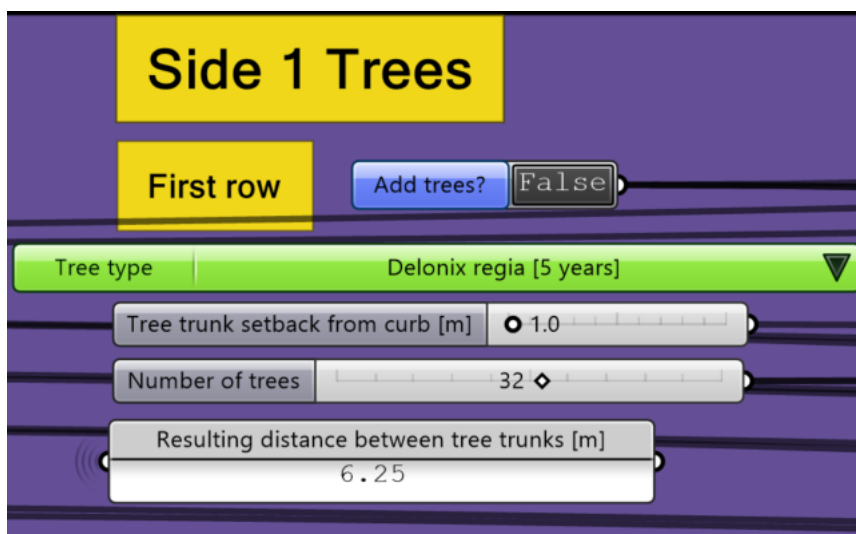 Side 1 Trees
First row
Add trees? False
Tree type Delonix regia [5 years]
Tree trunk setback from curb [m] 1.0
Number of trees 32
Resulting distance between tree trunks [m]
6.25